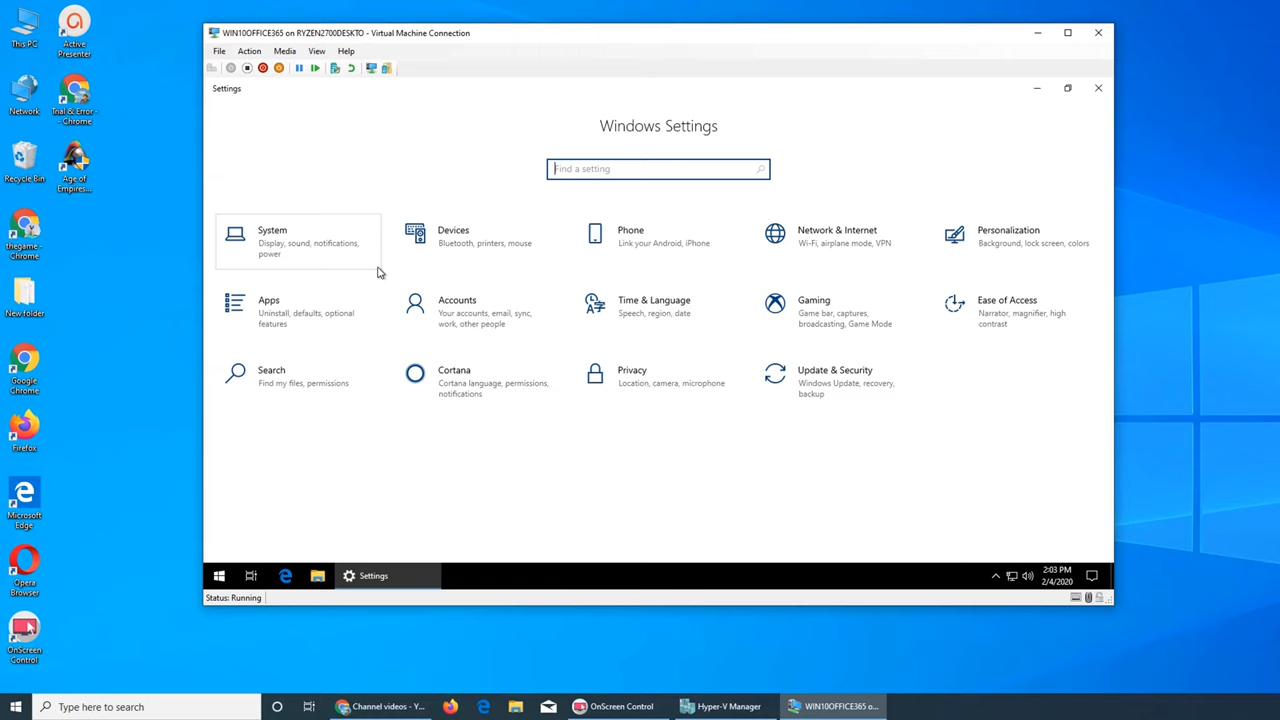 This PC
Active
Presenter
Network
Trial & Error -
- Chrome
Recycle Bin
Age of
Empires...
thegame -
Chrome
New folder
Google
Chrome
Firefox
Microsoft
Edge
Opera
Browser
OnScreen
Control
WIN10OFFICE365 on RYZEN2700DESKTO - Virtual Machine Connection
File Action Media View Help
Settings
Windows Settings
Find a setting
System
Display, sound, notifications,
power
Devices
Bluetooth, printers, mouse
Phone
Link your Android, iPhone
Network & Internet
Wi-Fi, airplane mode, VPN
Personalization
Background, lock screen, colors
Apps
Uninstall, defaults, optional
features
Accounts
Your accounts, email, sync,
work, other people
Time & Language
Speech, region, date
Gaming
Game bar, captures,
broadcasting, Game Mode
Ease of Access
Narrator, magnifier, high
contrast
Search
Find my files, permissions
Cortana
Cortana language, permissions,
notifications
Privacy
Location, camera, microphone
Update & Security
Windows Update, recovery,
backup
Settings
2:03 PM
2/4/2020
Status: Running
Type here to search
Channel videos - Y...
OnScreen Control
Hyper-V Manager
WIN10OFFICE365 o...